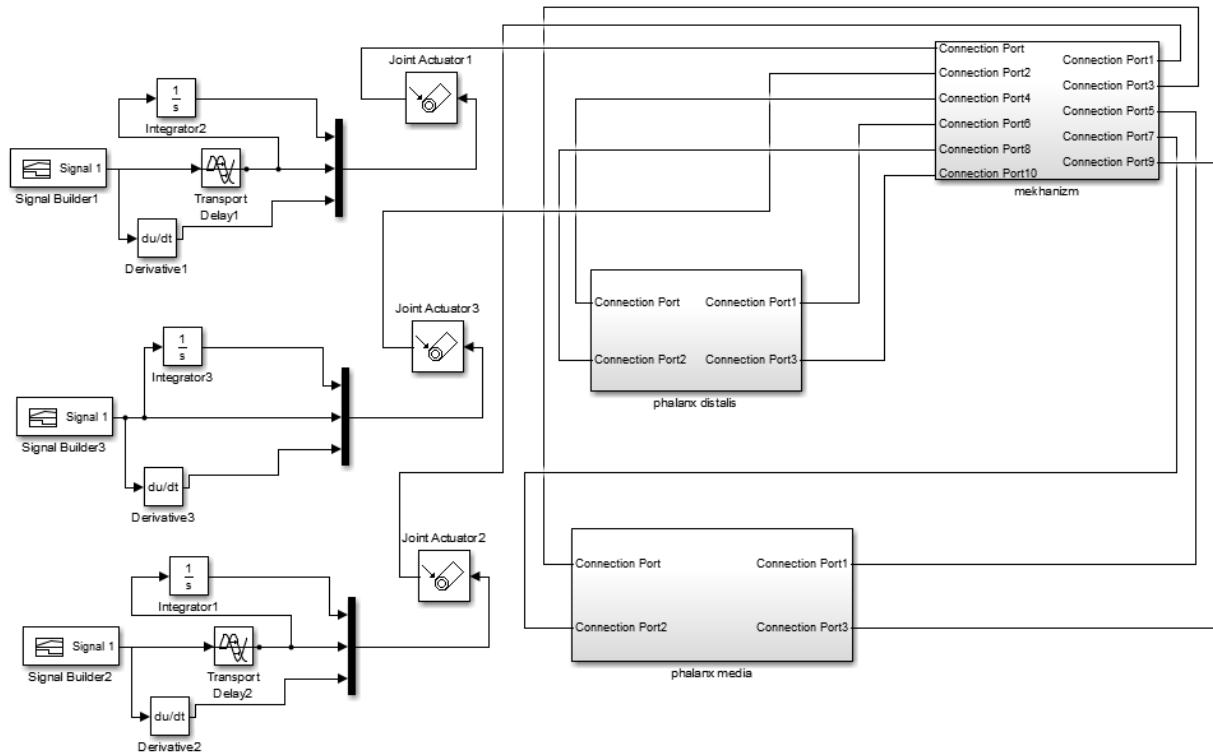 Joint Actuator1
1
s
Integrator2
Signal 1
Signal Builder1
Transport
Delay1
du/dt
Derivative1
Connection Port
Connection Port2
Connection Port4
Connection Port6
Connection Port8
Connection Port10
Connection Port1
Connection Port3
Connection Port5
Connection Port7
Connection Port9
mekhanizm
Joint Actuator3
1
s
Integrator3
Signal 1
Signal Builder3
du/dt
Derivative3
Connection Port
Connection Port1
Connection Port2
Connection Port3
phalanx distalis
Joint Actuator2
1
s
Integrator1
Signal 1
Signal Builder2
Transport
Delay2
du/dt
Derivative2
Connection Port
Connection Port1
Connection Port2
Connection Port3
phalanx media